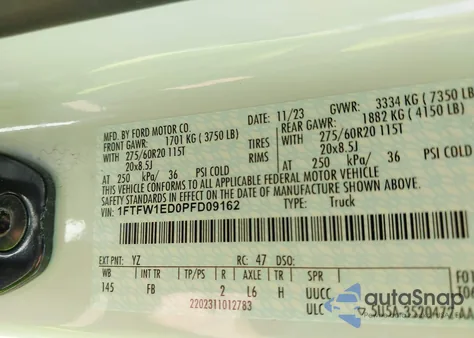 MFD. BY FORD MOTOR CO. 11/23 GVWR: 3334 KG ( 7350 LB
FRONT GAWR: 1701 KG ( 3750 LB) REAR GAWR: 1882 KG ( 4150 LB)
WITH 275/60R20 115T WITH 275/60R20 115T
RIMS 20x8.5J RIMS 20x8.5J
AT 250 kPa/ 36 PSI COLD AT 250 kPa/ 36 PSI COLD
THIS VEHICLE CONFORMS TO ALL APPLICABLE FEDERAL MOTOR VEHICLE
SAFETY STANDARDS IN EFFECT ON THE DATE OF MANUFACTURE SHOWN ABOVE.
VIN: 1FTFW1ED0PFD09162 TYPE: Truck
EXT PNT: YZ RC: 47 DSO:
WB INT TR TP/PS R AXLE TR SPR
145 FB 2 L6 H UUCC
2202311012783 ULC 5U5A-3520472-AA
autoSnap